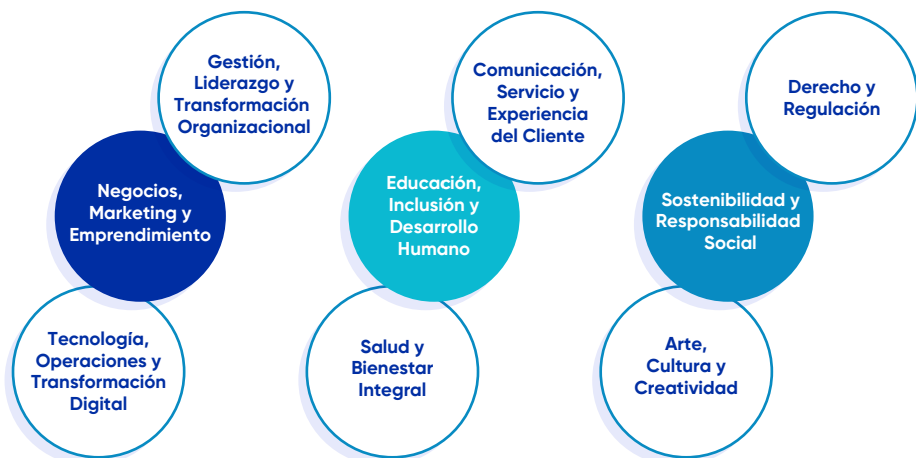 Gestión,
Liderazgo y
Transformación
Organizacional
Comunicación,
Servicio y
Experiencia
del Cliente
Derecho y
Regulación
Negocios,
Marketing y
Emprendimiento
Educación,
Inclusión y
Desarrollo
Humano
Sostenibilidad y
Responsabilidad
Social
Tecnología,
Operaciones y
Transformación
Digital
Salud y
Bienestar
Integral
Arte,
Cultura y
Creatividad